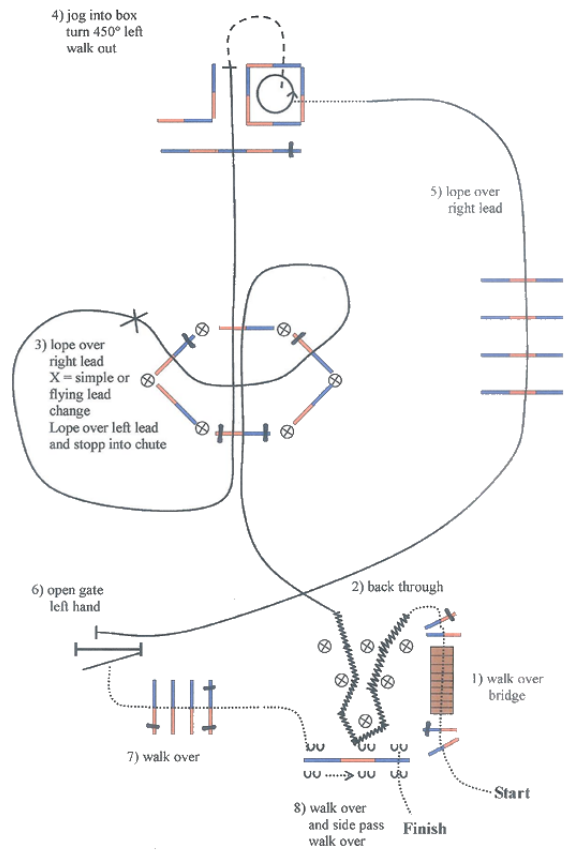 4) jog into box
turn 450° left
walk out
5) lope over
right lead
3) lope over
right lead
X = simple or
flying lead
change
Lope over left lead
and stopp into chute
6) open gate
left hand
2) back through
1) walk over
bridge
7) walk over
Start
8) walk over
and side pass
walk over
Finish